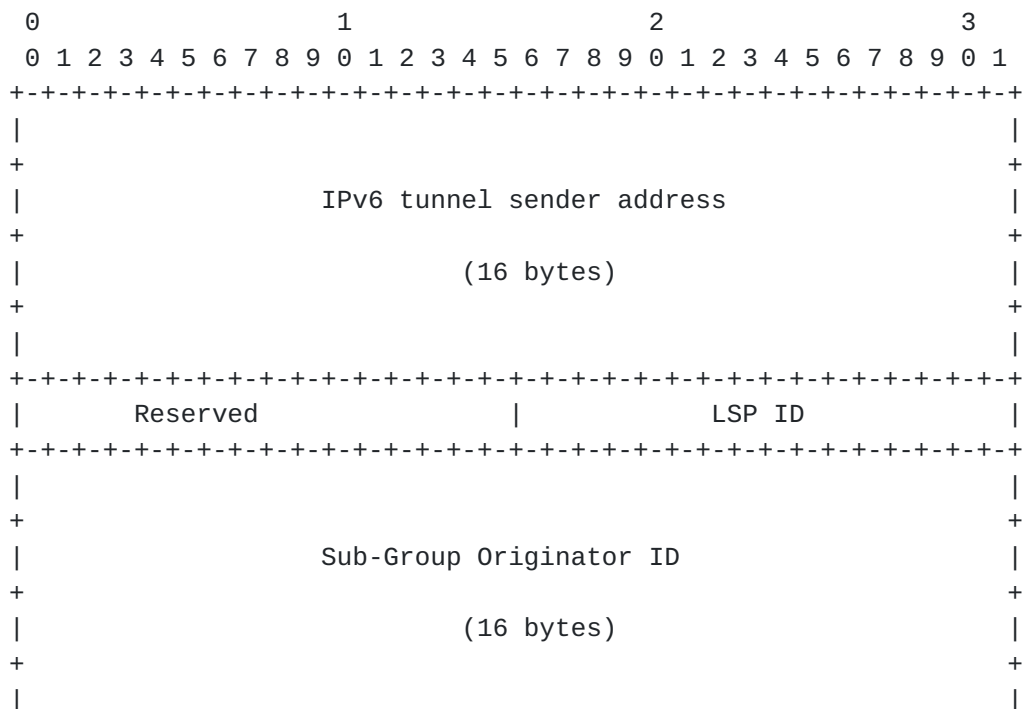 0                   1                   2                   3
 0 1 2 3 4 5 6 7 8 9 0 1 2 3 4 5 6 7 8 9 0 1 2 3 4 5 6 7 8 9 0 1
+-+-+-+-+-+-+-+-+-+-+-+-+-+-+-+-+-+-+-+-+-+-+-+-+-+-+-+-+-+-+-+-+
|                                                               |
+                                                               +
|                   IPv6 tunnel sender address                  |
+                                                               +
|                            (16 bytes)                         |
+                                                               +
|                                                               |
+-+-+-+-+-+-+-+-+-+-+-+-+-+-+-+-+-+-+-+-+-+-+-+-+-+-+-+-+-+-+-+-+
|       Reserved                |            LSP ID             |
+-+-+-+-+-+-+-+-+-+-+-+-+-+-+-+-+-+-+-+-+-+-+-+-+-+-+-+-+-+-+-+-+
|                                                               |
+                                                               +
|                   Sub-Group Originator ID                     |
+                                                               +
|                            (16 bytes)                         |
+                                                               +
|                                                               |